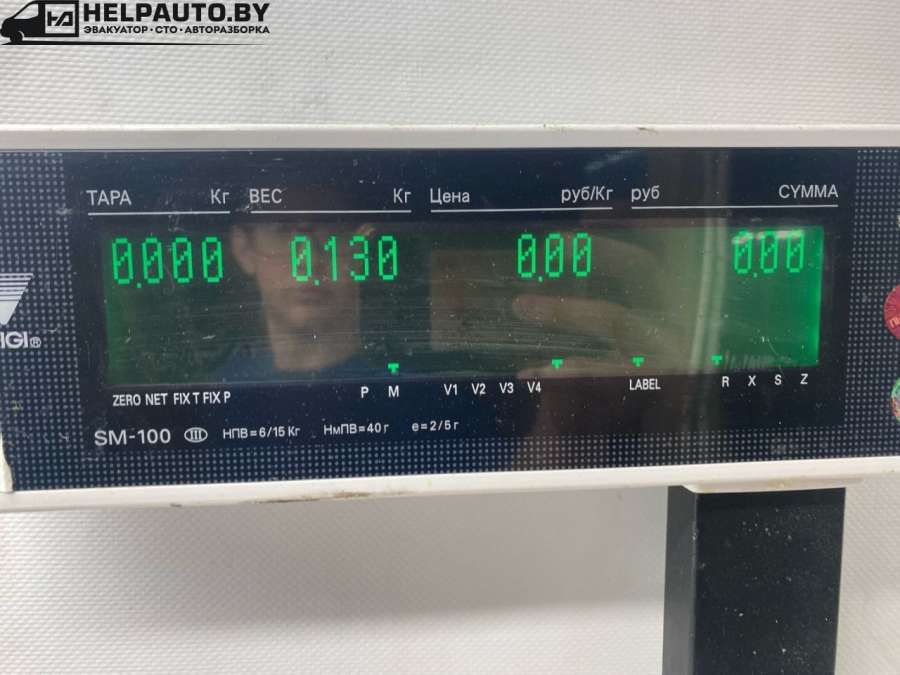 HELPAUTO.BY
ЭВАКУАТОР · СТО · АВТОРАЗБОРКА
ТАРА Кг ВЕС Кг Цена руб/Кг руб СУММА
0.000 0.130 0.00 0.00
IGI®
ZERO NET FIX T FIX P P M V1 V2 V3 V4 LABEL R X S Z
SM-100 III НПВ=6/15 Кг НмПВ=40 г e=2/5 г